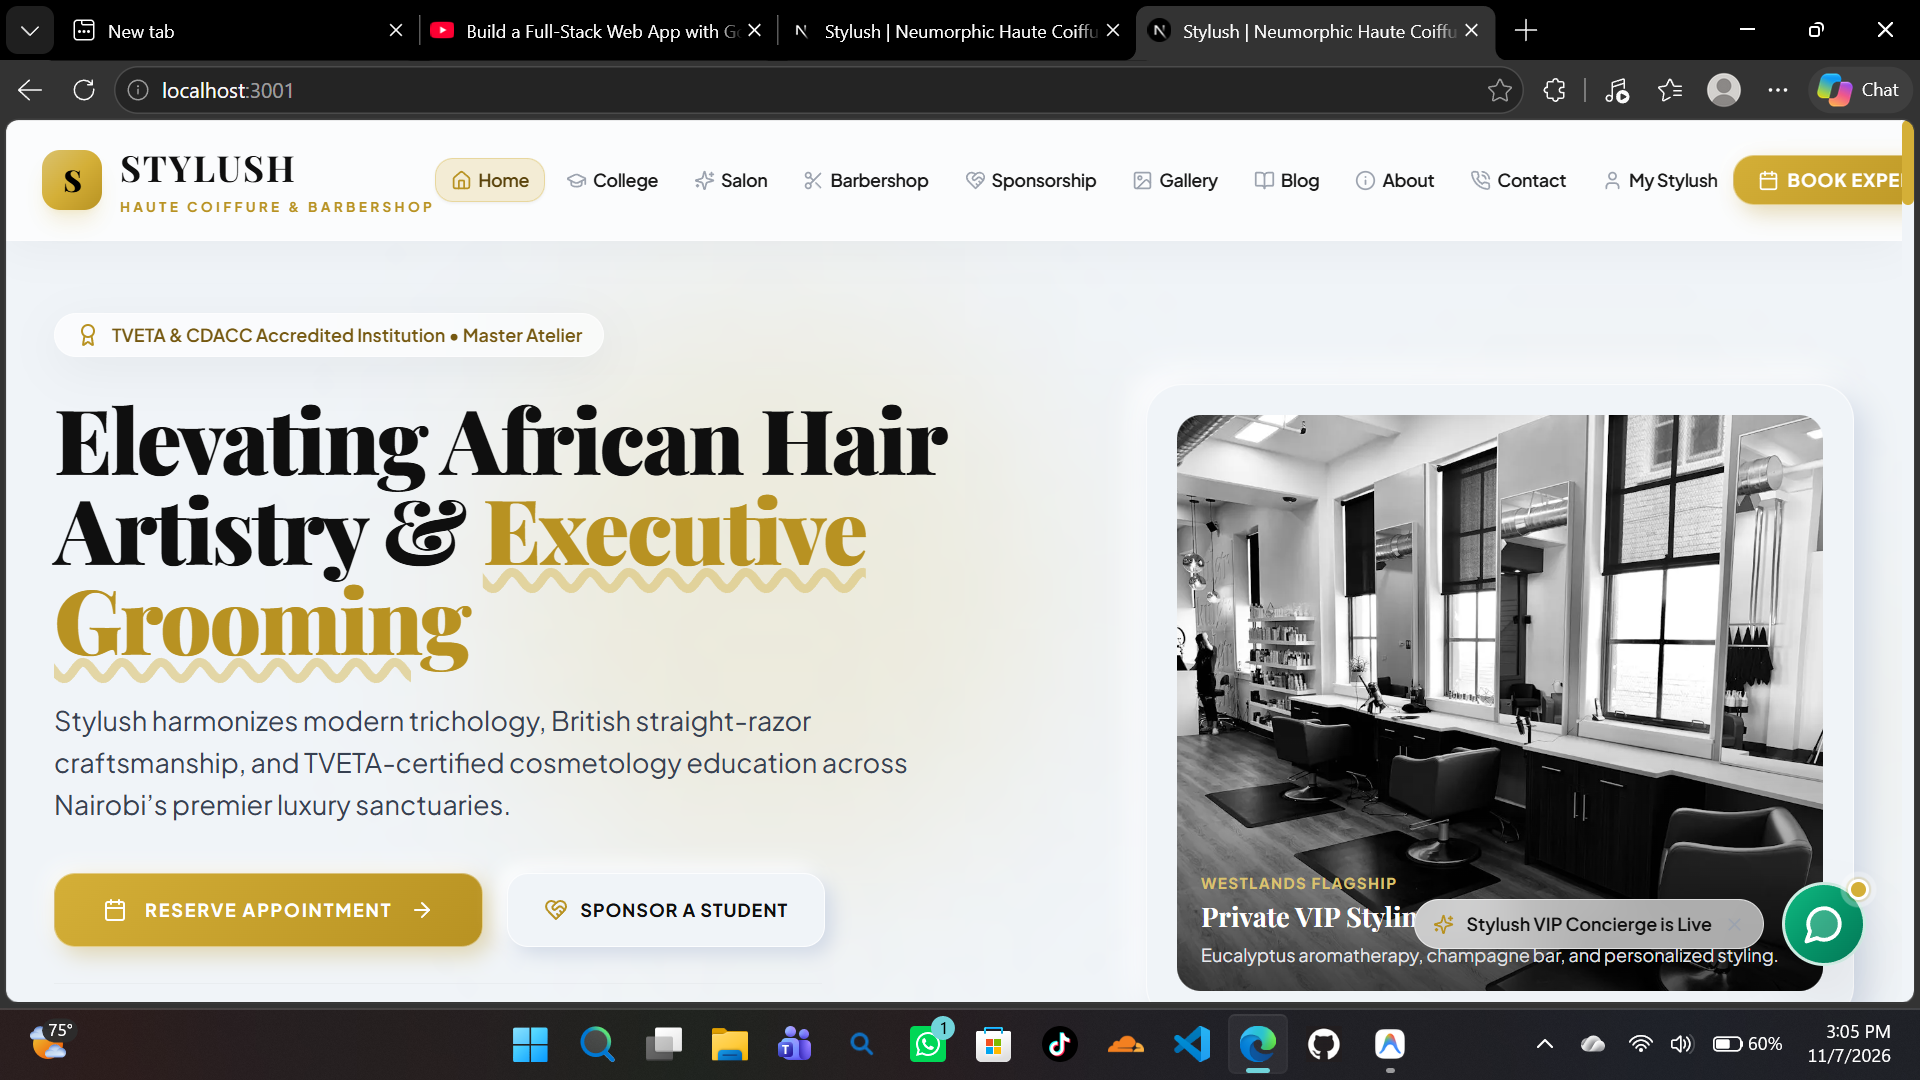 New tab
Build a Full-Stack Web App with G
Stylush | Neumorphic Haute Coiffu
Stylush | Neumorphic Haute Coiffu
localhost:3001
Chat
S
STYLUSH
HAUTE COIFFURE & BARBERSHOP
Home
College
Salon
Barbershop
Sponsorship
Gallery
Blog
About
Contact
My Stylush
BOOK EXPE
TVETA & CDACC Accredited Institution • Master Atelier
Elevating African Hair
Artistry & Executive
Grooming
Stylush harmonizes modern trichology, British straight-razor
craftsmanship, and TVETA-certified cosmetology education across
Nairobi’s premier luxury sanctuaries.
RESERVE APPOINTMENT
SPONSOR A STUDENT
WESTLANDS FLAGSHIP
Private VIP Stylin
Stylush VIP Concierge is Live
Eucalyptus aromatherapy, champagne bar, and personalized styling.
75°
1
60%
3:05 PM
11/7/2026